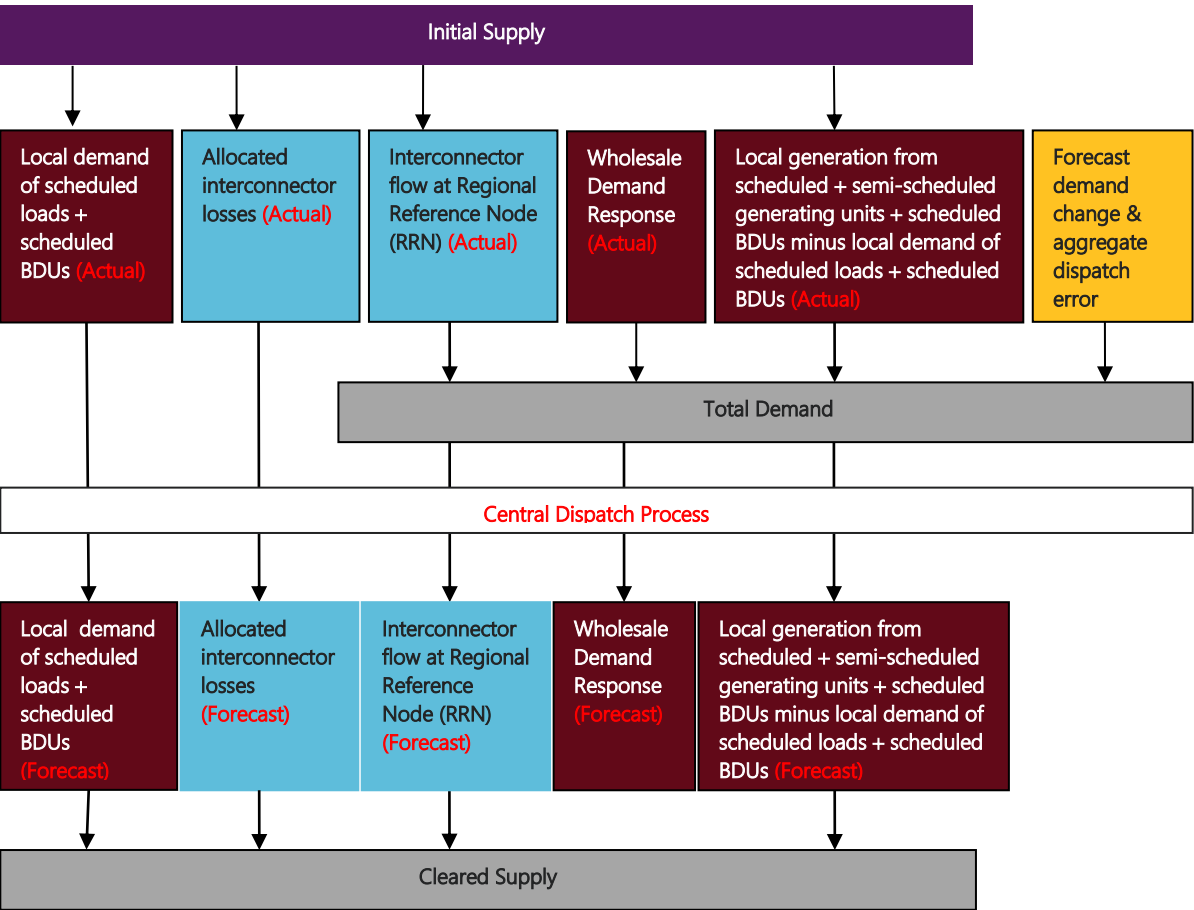 Initial Supply
Local demand
of scheduled
loads +
scheduled
BDUs (Actual)
Allocated
interconnector
losses (Actual)
Interconnector
flow at Regional
Reference Node
(RRN) (Actual)
Wholesale
Demand
Response
(Actual)
Local generation from
scheduled + semi-scheduled
generating units + scheduled
BDUs minus local demand of
scheduled loads + scheduled
BDUs (Actual)
Forecast
demand
change &
aggregate
dispatch
error
Total Demand
Central Dispatch Process
Local demand
of scheduled
loads +
scheduled
BDUs
(Forecast)
Allocated
interconnector
losses
(Forecast)
Interconnector
flow at Regional
Reference
Node (RRN)
(Forecast)
Wholesale
Demand
Response
(Forecast)
Local generation from
scheduled + semi-scheduled
generating units + scheduled
BDUs minus local demand of
scheduled loads + scheduled
BDUs (Forecast)
Cleared Supply